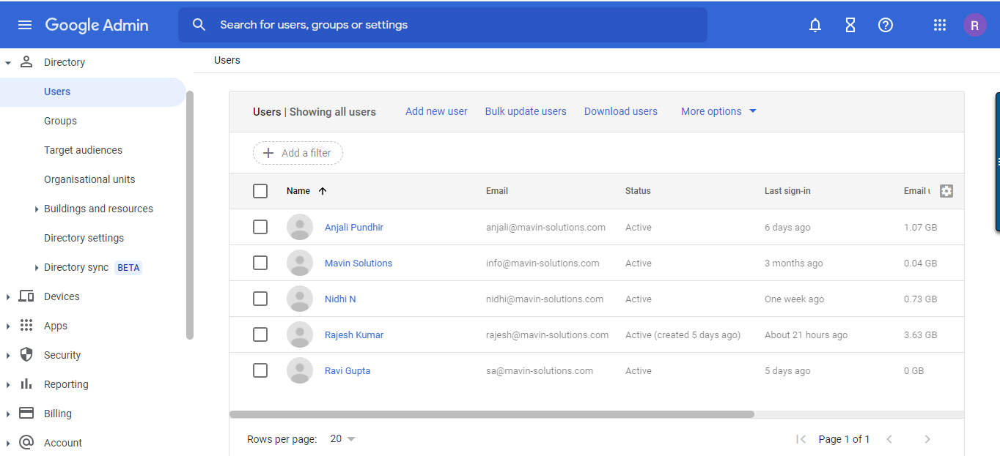 Google Admin
Search for users, groups or settings
R
Directory
Users
Groups
Target audiences
Organisational units
Buildings and resources
Directory settings
Directory sync BETA
Devices
Apps
Security
Reporting
Billing
Account
Users
Users | Showing all users Add new user Bulk update users Download users More options
Add a filter
Name Email Status Last sign-in Email
Anjali Pundhir anjali@mavin-solutions.com Active 6 days ago 1.07 GB
Mavin Solutions info@mavin-solutions.com Active 3 months ago 0.04 GB
Nidhi N nidhi@mavin-solutions.com Active One week ago 0.73 GB
Rajesh Kumar rajesh@mavin-solutions.com Active (created 5 days ago) About 21 hours ago 3.63 GB
Ravi Gupta sa@mavin-solutions.com Active 5 days ago 0 GB
Rows per page: 20 Page 1 of 1